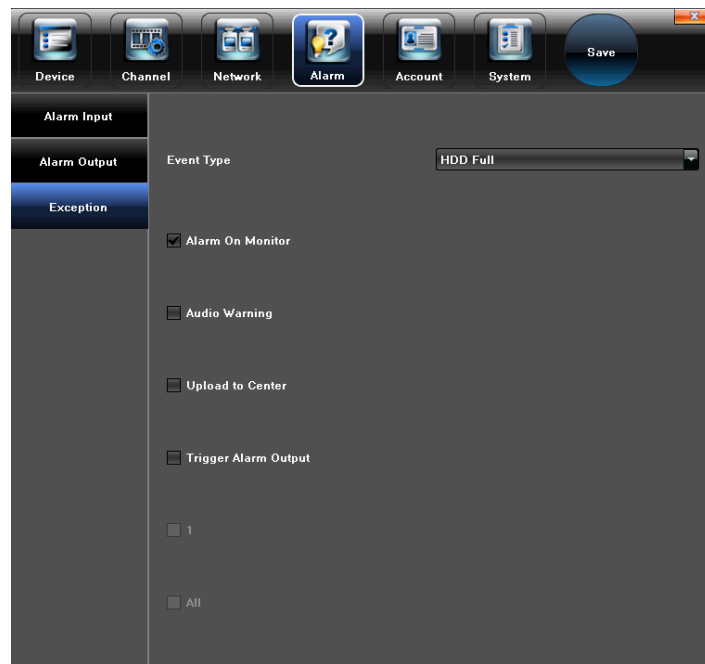 Device Channel Network Alarm Account System Save
Alarm Input
Alarm Output
Event Type HDD Full
Exception
Alarm On Monitor
Audio Warning
Upload to Center
Trigger Alarm Output
1
All